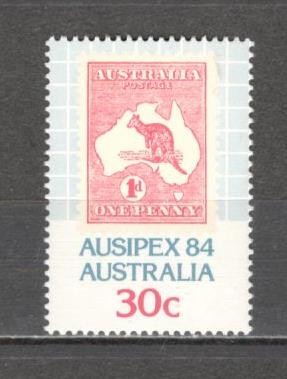 AUSTRALIA
POSTAGE
1d
ONE PENNY
AUSIPEX 84
AUSTRALIA
30c